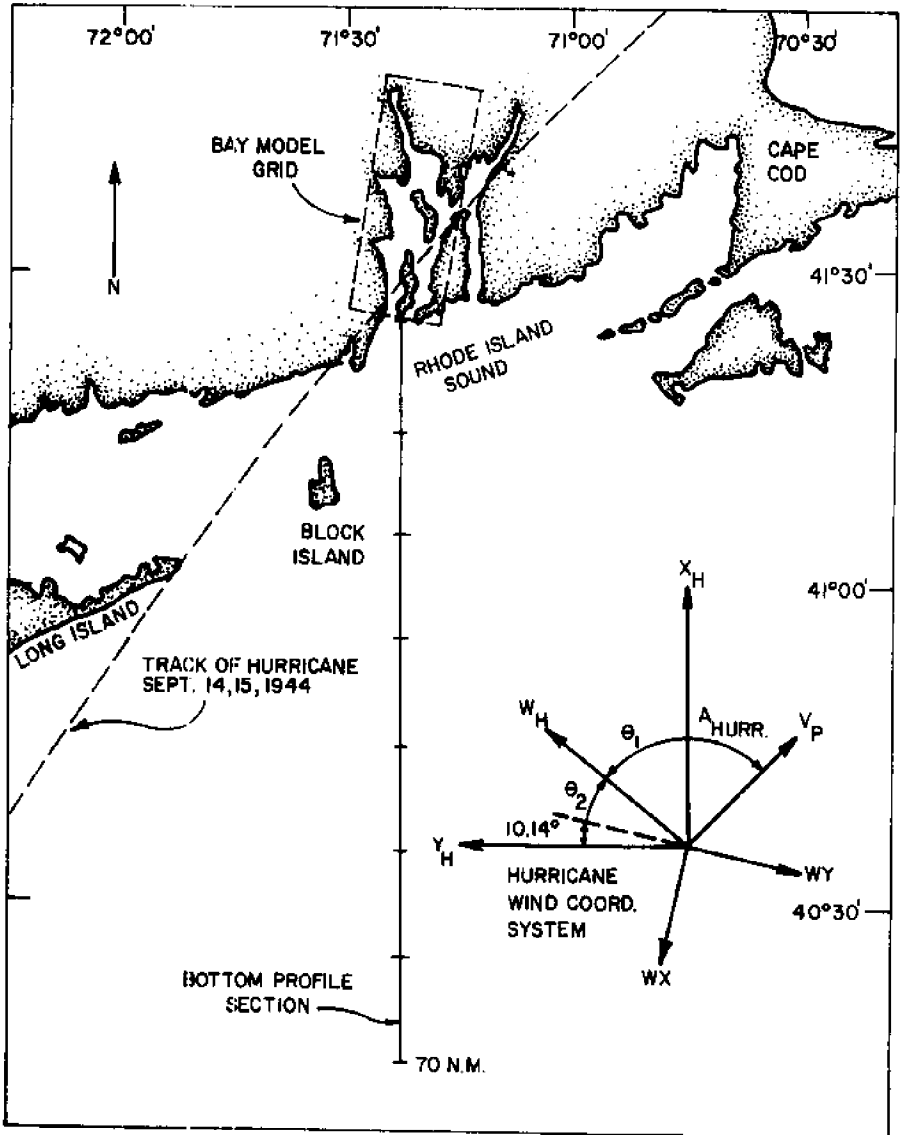 72°00'
71°30'
71°00'
70°30'
BAY MODEL
GRID
CAPE
COD
N
41°30'
RHODE ISLAND
SOUND
BLOCK
ISLAND
LONG ISLAND
41°00'
TRACK OF HURRICANE
SEPT. 14,15,1944
X_H
W_H
θ_1
A_HURR.
V_P
θ_2
10.14°
Y_H
WY
HURRICANE
WIND COORD.
SYSTEM
40°30'
WX
BOTTOM PROFILE
SECTION
70 N.M.